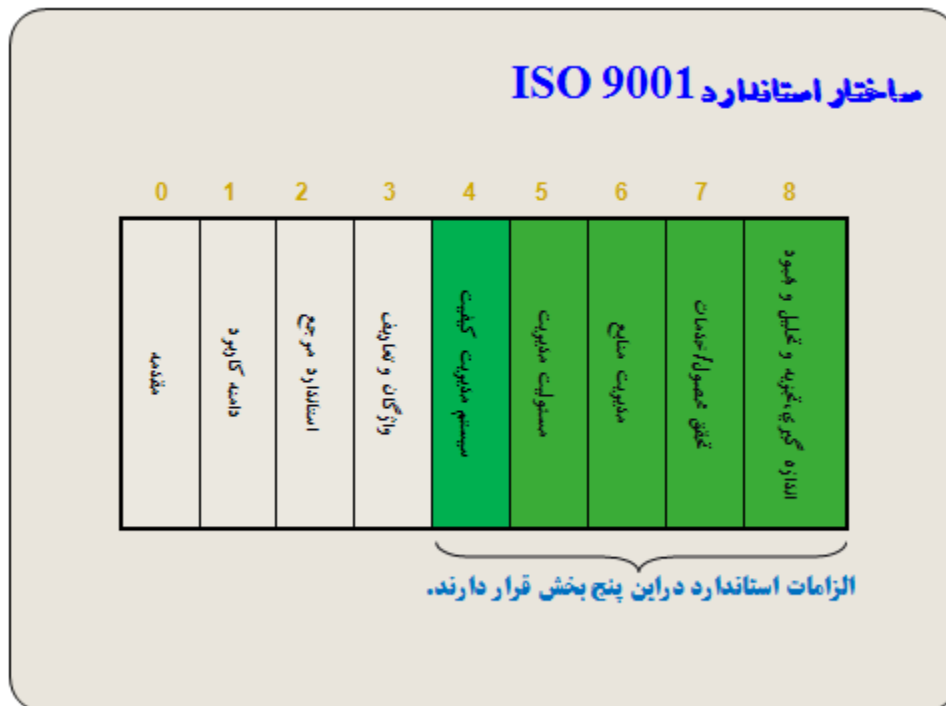 ساختار استاندارد ISO 9001
0 1 2 3 4 5 6 7 8
مقدمه
دامنه کاربرد
استاندارد مرجع
واژگان و تعاریف
سیستم مدیریت کیفیت
مسئولیت مدیریت
مدیریت منابع
تحقق محصول/خدمات
اندازه گیری،تجزیه و تحلیل و بهبود
الزامات استاندارد دراین پنج بخش قرار دارند.